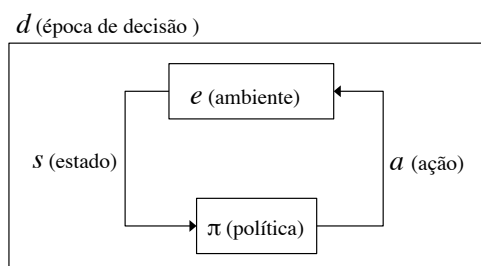 d (época de decisão )
e (ambiente)
s (estado)
a (ação)
π (política)